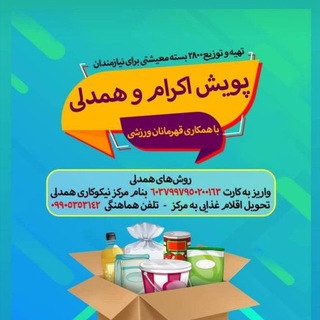 تهیه و توزیع ۲۸۰۰ بسته معیشتی برای نیازمندان
پویش اکرام و همدلی
با همکاری قهرمانان ورزشی
روش‌های همدلی
واریز به کارت ۶۰۳۷۹۹۷۹۵۰۲۰۰۱۶۳ بنام مرکز نیکوکاری همدلی
تحویل اقلام غذایی به مرکز - تلفن هماهنگی ۰۹۹۰۵۳۵۳۱۴۲